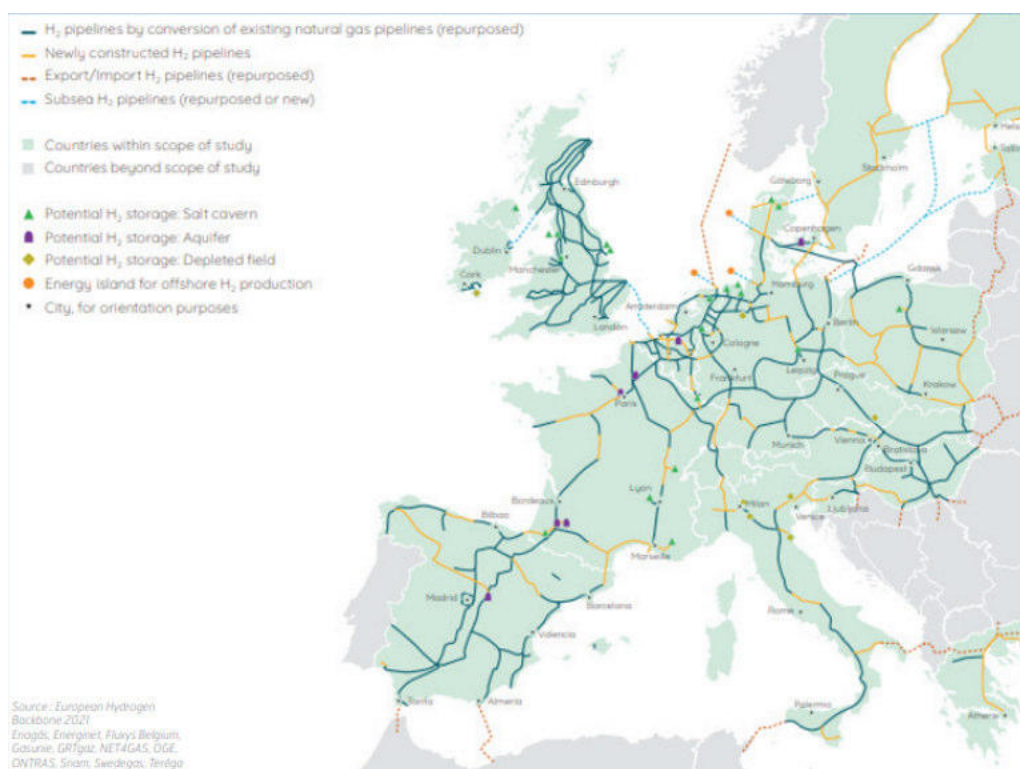 H₂ pipelines by conversion of existing natural gas pipelines (repurposed)
Newly constructed H₂ pipelines
Export/Import H₂ pipelines (repurposed)
Subsea H₂ pipelines (repurposed or new)
Countries within scope of study
Countries beyond scope of study
Potential H₂ storage: Salt cavern
Potential H₂ storage: Aquifer
Potential H₂ storage: Depleted field
Energy island for offshore H₂ production
City, for orientation purposes
Helsi
Tallin
Stockholm
Göteborg
Edinburgh
Copenhagen
Dublin
Manchester
Cork
Gdansk
Hamburg
Amsterdam
London
Berlin
Warsaw
Cologne
Leipzig
Frankfurt
Prague
Krakow
Paris
Munich
Vienna
Bratislava
Budapest
Lyon
Milan
Venice
Ljubljana
Bordeaux
Bilbao
Marseille
Madrid
Barcelona
Rome
Valencia
Almeria
Palermo
Athens
Source : European Hydrogen
Backbone 2021
Enagás, Energinet, Fluxys Belgium,
Gasunie, GRTgaz, NET4GAS, OGE,
ONTRAS, Snam, Swedegas, Teréga